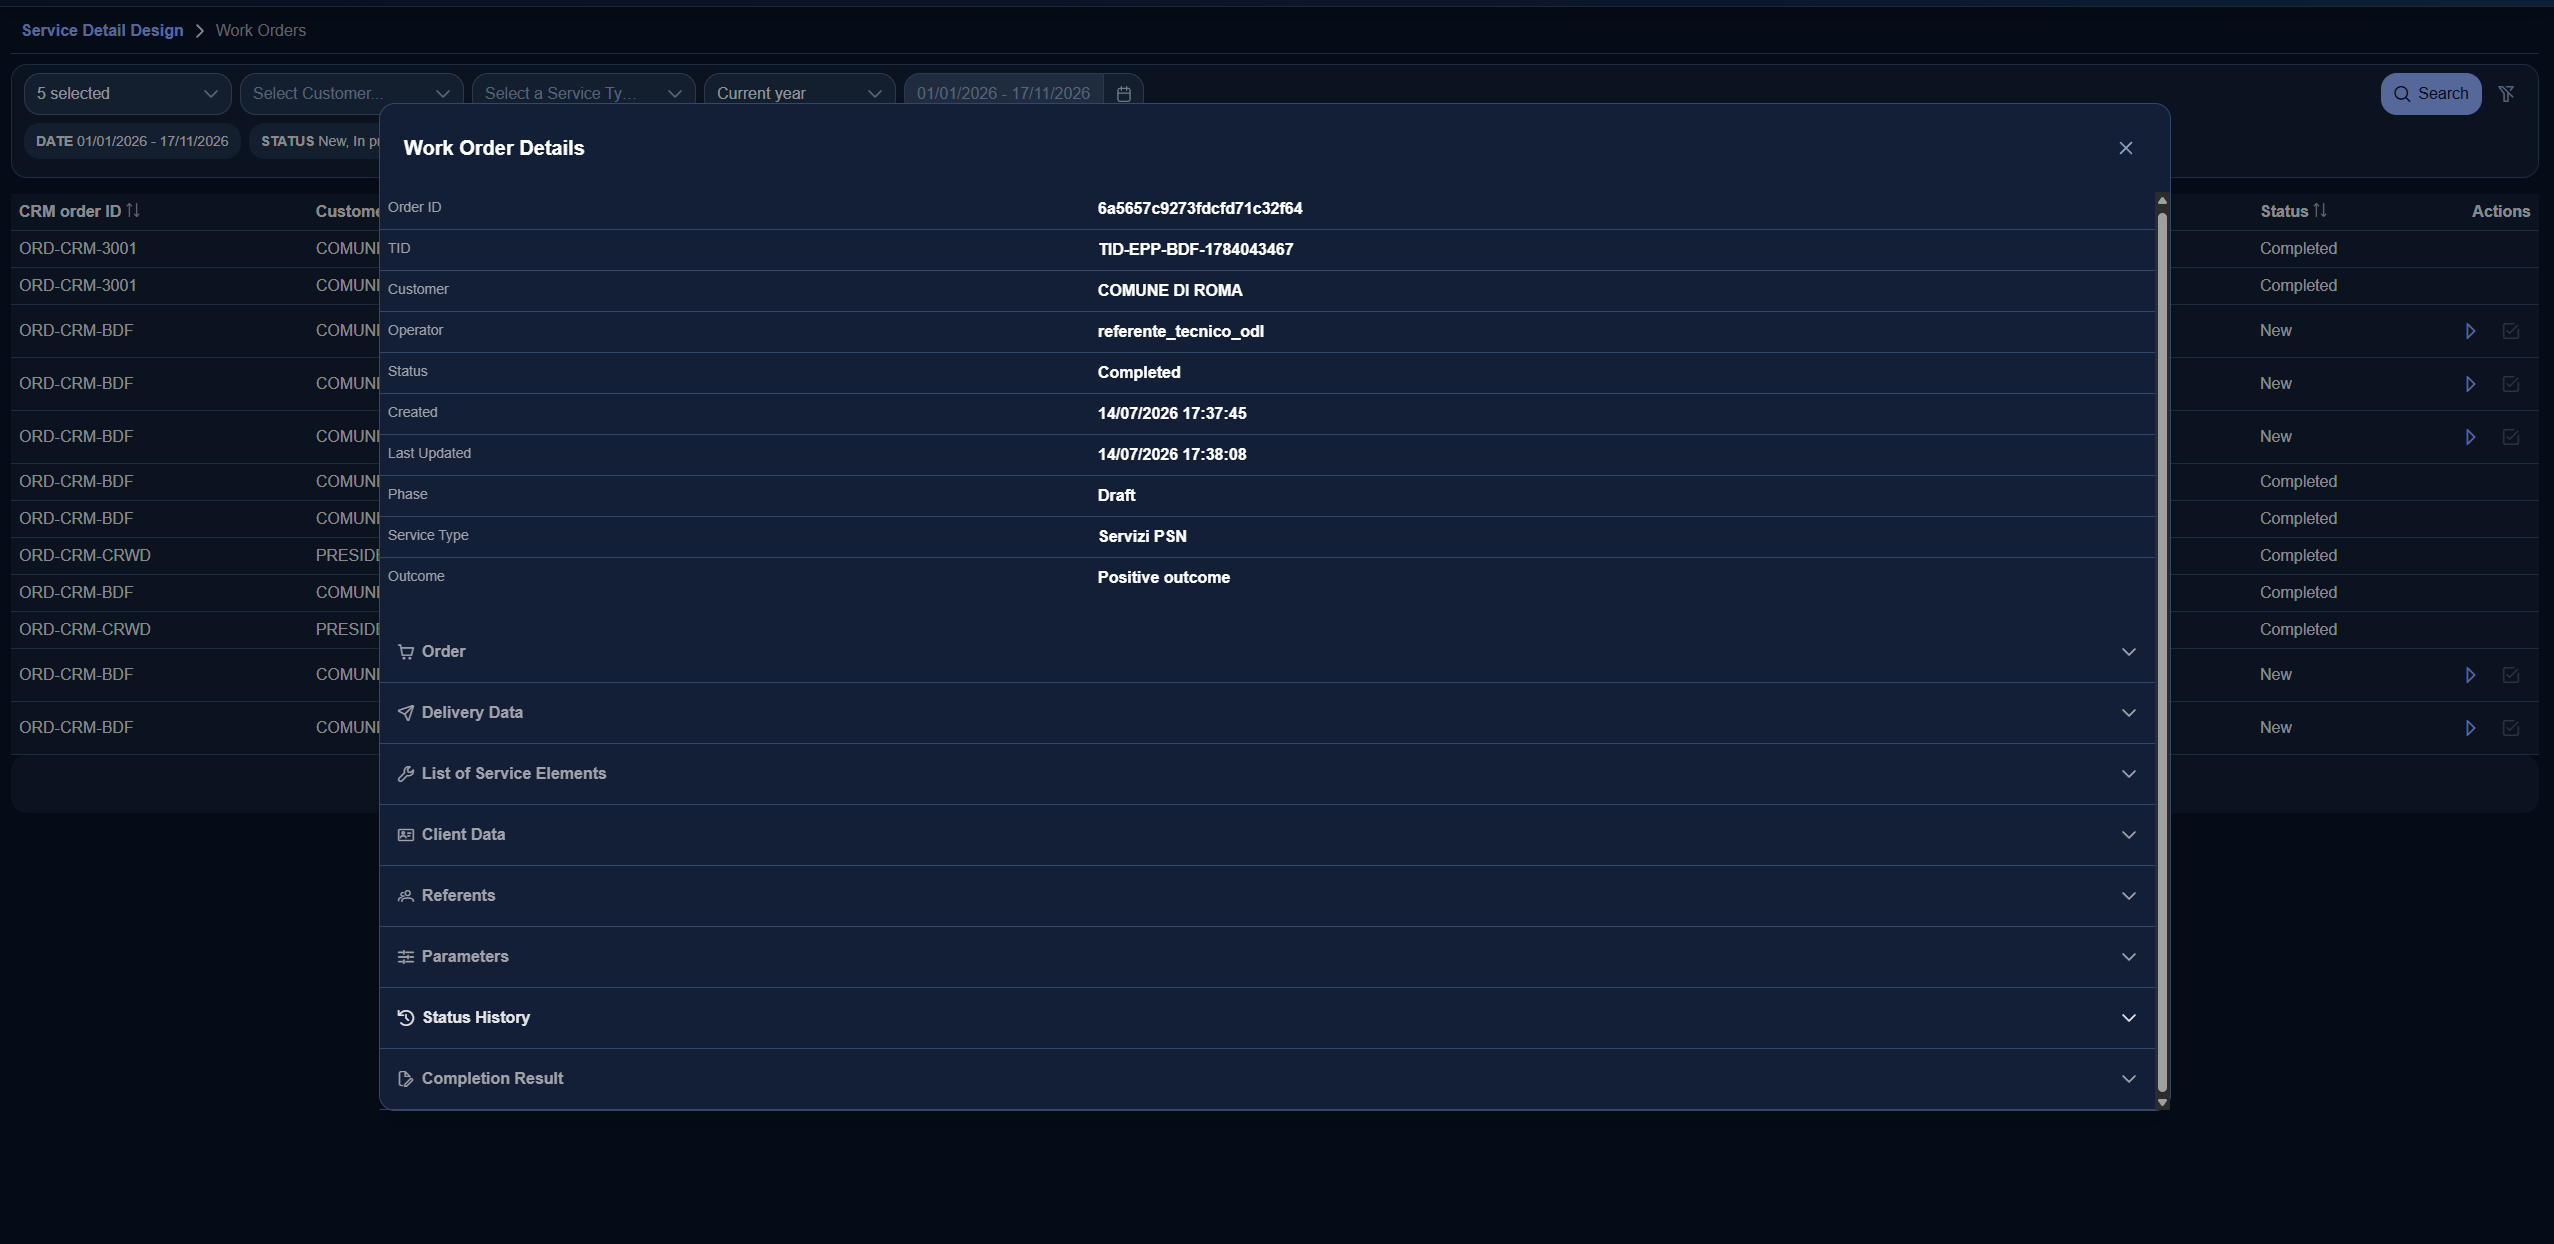 Service Detail Design > Work Orders
5 selected
Select Customer...
Select a Service Ty...
Current year
01/01/2026 - 17/11/2026
Search
DATE 01/01/2026 - 17/11/2026
STATUS New, In pr
Work Order Details
Order ID 6a5657c9273fdcfd71c32f64
TID TID-EPP-BDF-1784043467
Customer COMUNE DI ROMA
Operator referente_tecnico_odl
Status Completed
Created 14/07/2026 17:37:45
Last Updated 14/07/2026 17:38:08
Phase Draft
Service Type Servizi PSN
Outcome Positive outcome
Order
Delivery Data
List of Service Elements
Client Data
Referents
Parameters
Status History
Completion Result
CRM order ID Custome Status Actions
ORD-CRM-3001 COMUNI Completed
ORD-CRM-3001 COMUNI Completed
ORD-CRM-BDF COMUNI New
ORD-CRM-BDF COMUNI New
ORD-CRM-BDF COMUNI New
ORD-CRM-BDF COMUNI Completed
ORD-CRM-BDF COMUNI Completed
ORD-CRM-CRWD PRESIDE Completed
ORD-CRM-BDF COMUNI Completed
ORD-CRM-CRWD PRESIDE Completed
ORD-CRM-BDF COMUNI New
ORD-CRM-BDF COMUNI New